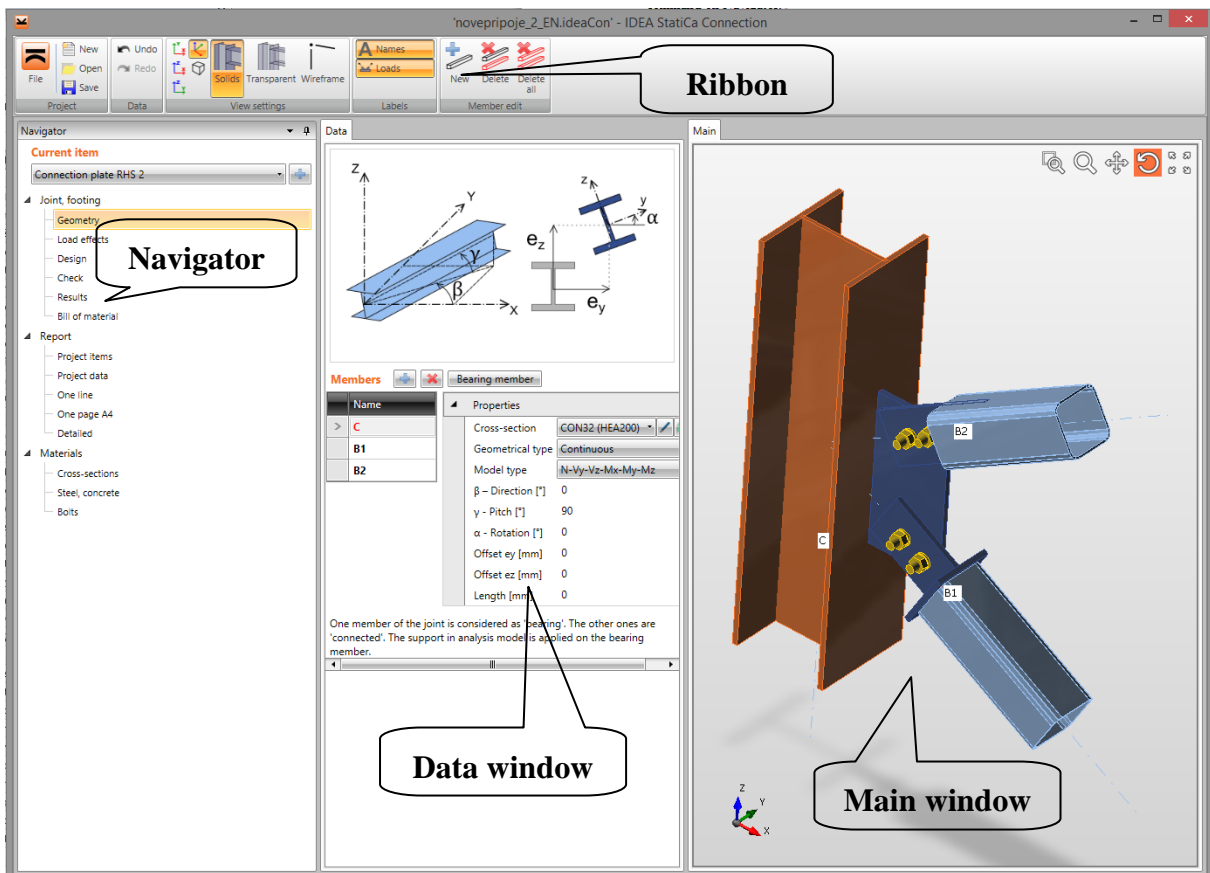 'novepripoje_2_EN.ideaCon' - IDEA StatiCa Connection
File
New
Open
Save
Project
Undo
Redo
Data
Solids
Transparent
Wireframe
View settings
Names
Loads
Labels
New
Delete
Delete all
Member edit
Ribbon
Navigator
Current item
Connection plate RHS 2
Joint, footing
Geometry
Load effects
Design
Check
Results
Bill of material
Report
Project items
Project data
One line
One page A4
Detailed
Materials
Cross-sections
Steel, concrete
Bolts
Navigator
Data
Z
Y
X
γ
β
z
y
α
ez
ey
Members
Bearing member
Name
C
B1
B2
Properties
Cross-section CON32 (HEA200)
Geometrical type Continuous
Model type N-Vy-Vz-Mx-My-Mz
β – Direction [°] 0
γ - Pitch [°] 90
α - Rotation [°] 0
Offset ey [mm] 0
Offset ez [mm] 0
Length [mm] 0
One member of the joint is considered as 'bearing'. The other ones are
'connected'. The support in analysis model is applied on the bearing
member.
Data window
Main
B2
C
B1
Z
Y
X
Main window